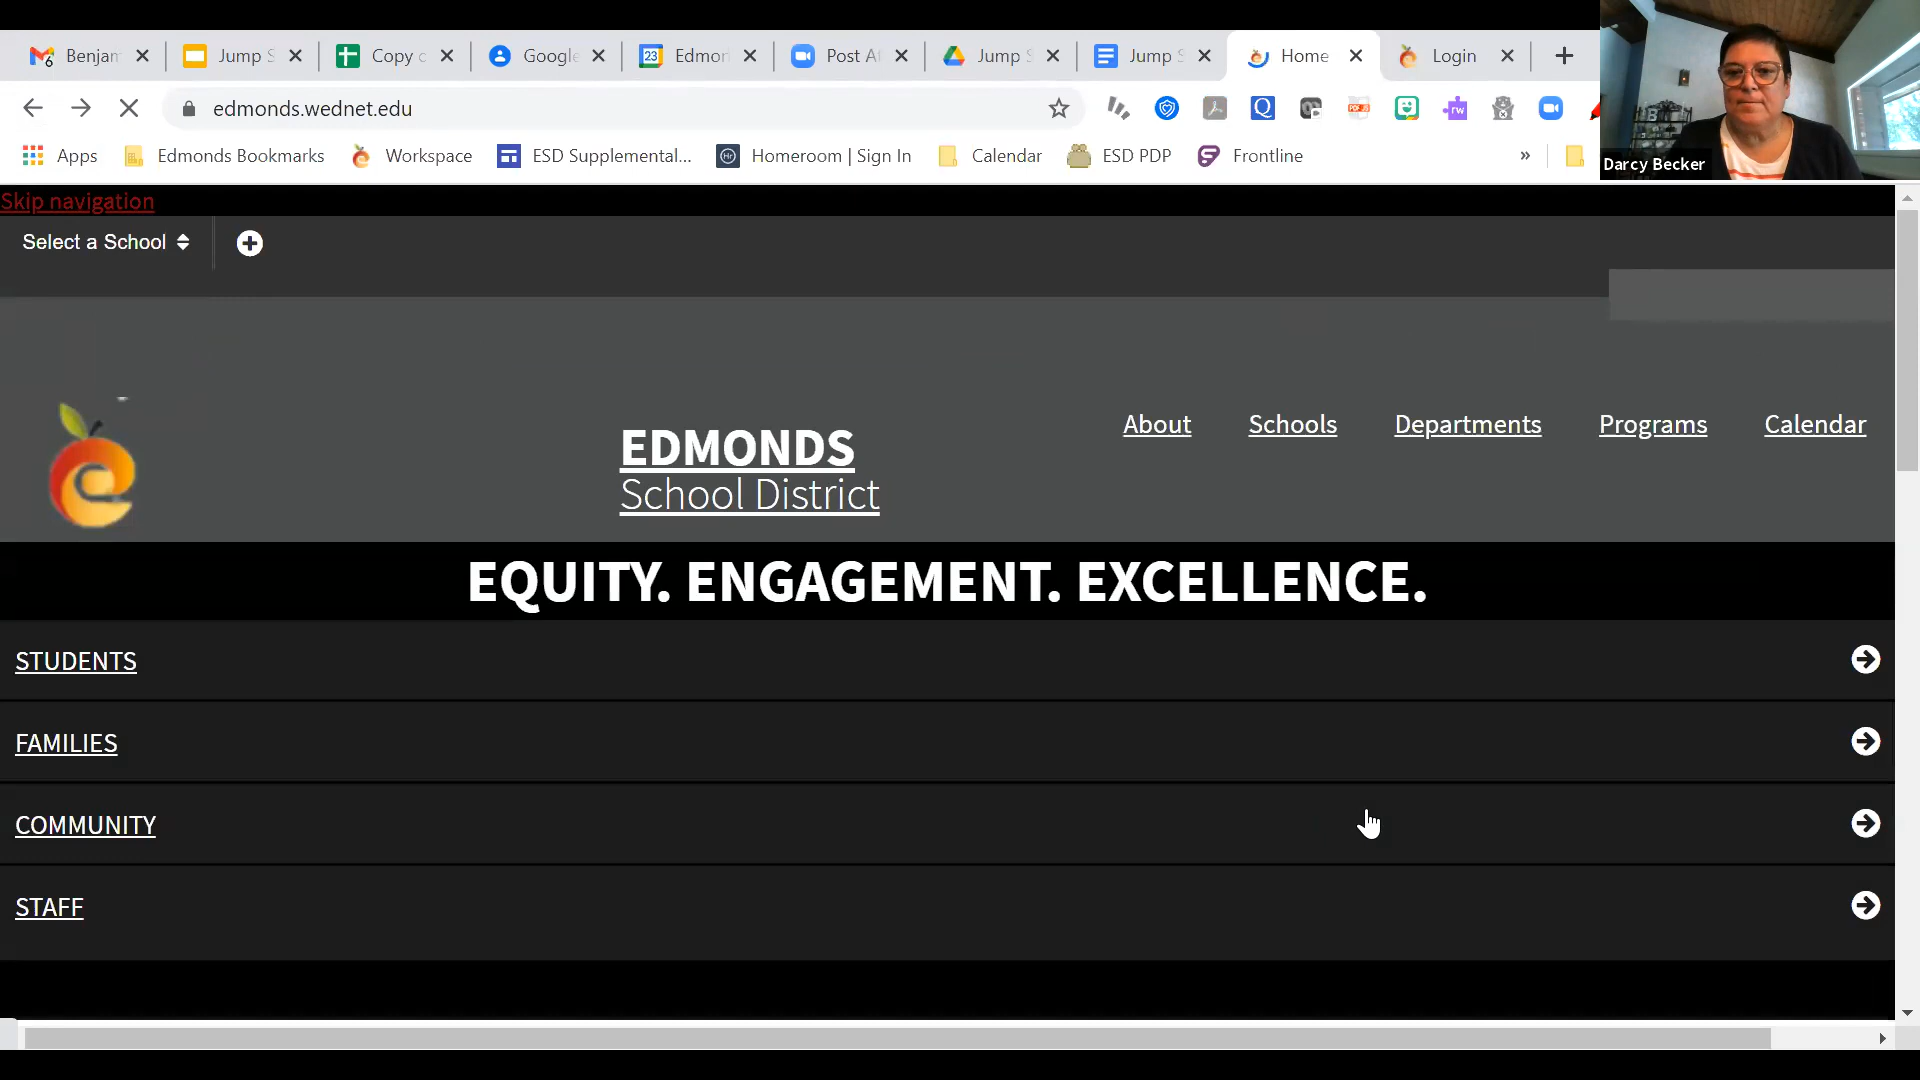 Benjam Jump S Copy c Google Edmon Post Af Jump S Jump S Home Login
edmonds.wednet.edu
Apps Edmonds Bookmarks Workspace ESD Supplemental... Homeroom | Sign In Calendar ESD PDP Frontline »
Darcy Becker
Skip navigation
Select a School
About Schools Departments Programs Calendar
EDMONDS
School District
EQUITY. ENGAGEMENT. EXCELLENCE.
STUDENTS
FAMILIES
COMMUNITY
STAFF